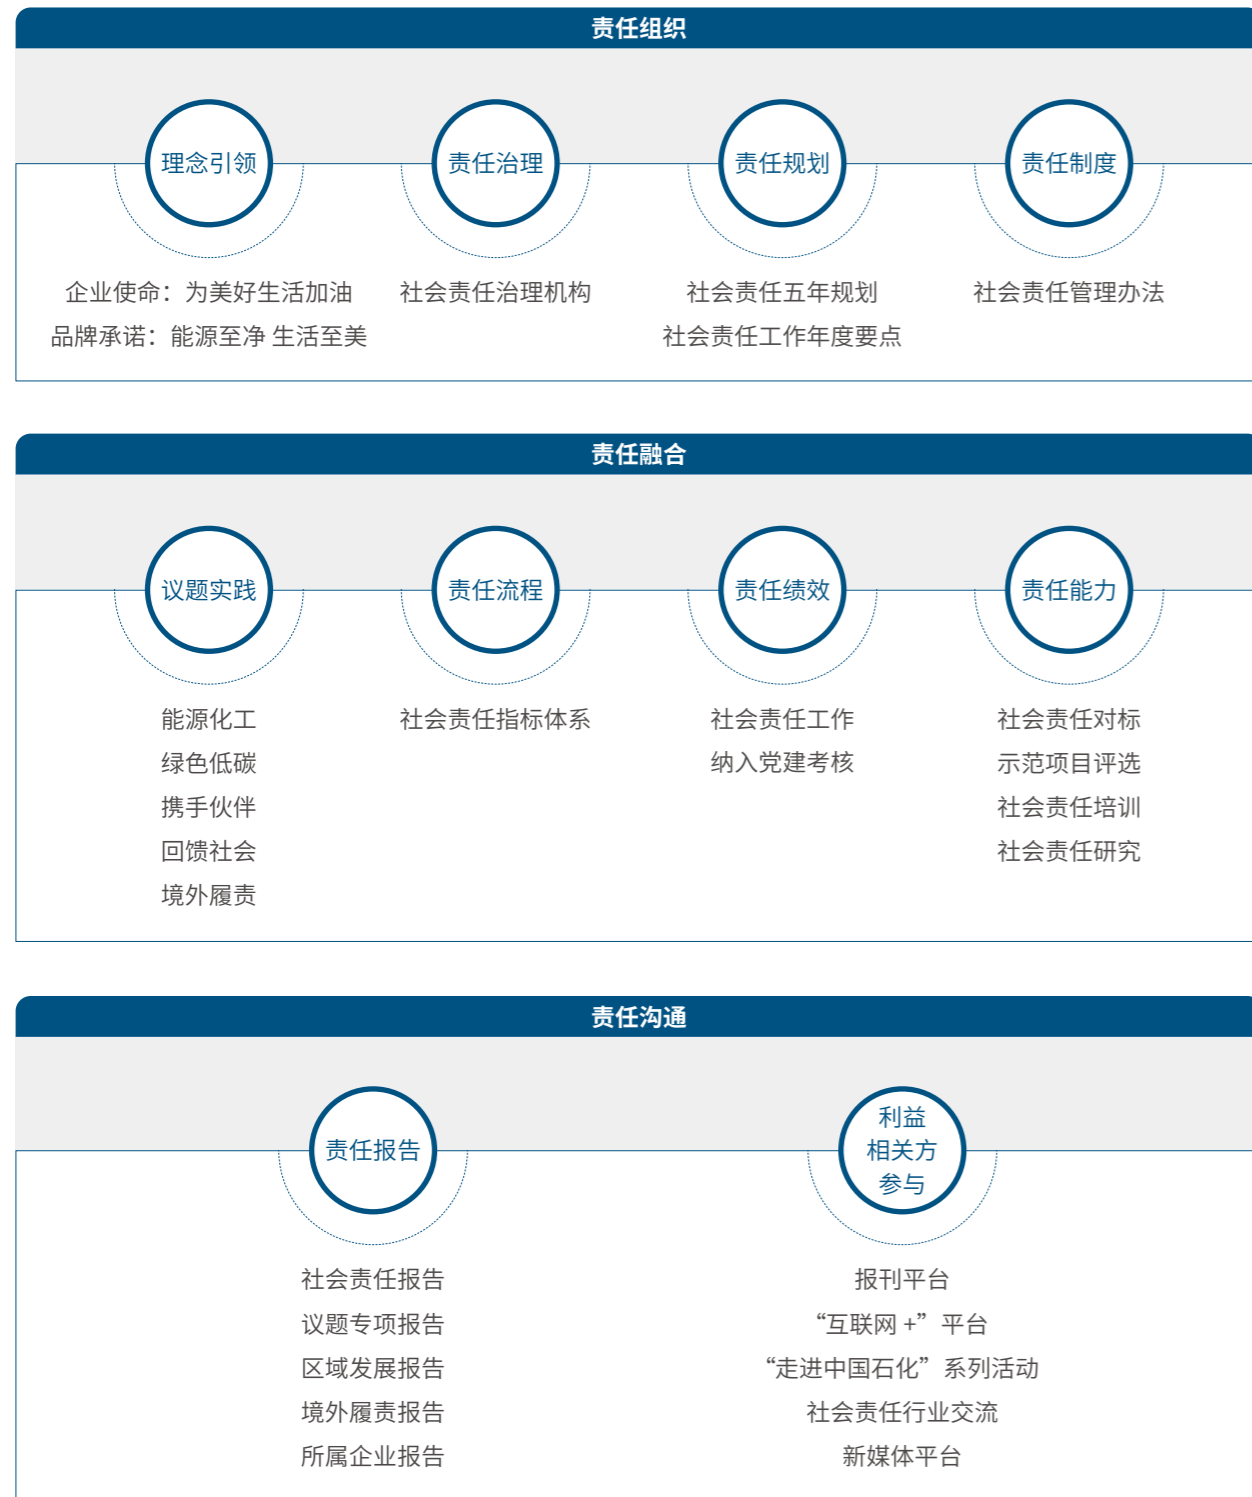 责任组织
理念引领
企业使命：为美好生活加油
品牌承诺：能源至净 生活至美
责任治理
社会责任治理机构
责任规划
社会责任五年规划
社会责任工作年度要点
责任制度
社会责任管理办法
责任融合
议题实践
能源化工
绿色低碳
携手伙伴
回馈社会
境外履责
责任流程
社会责任指标体系
责任绩效
社会责任工作
纳入党建考核
责任能力
社会责任对标
示范项目评选
社会责任培训
社会责任研究
责任沟通
责任报告
社会责任报告
议题专项报告
区域发展报告
境外履责报告
所属企业报告
利益
相关方
参与
报刊平台
“互联网 +”平台
“走进中国石化”系列活动
社会责任行业交流
新媒体平台